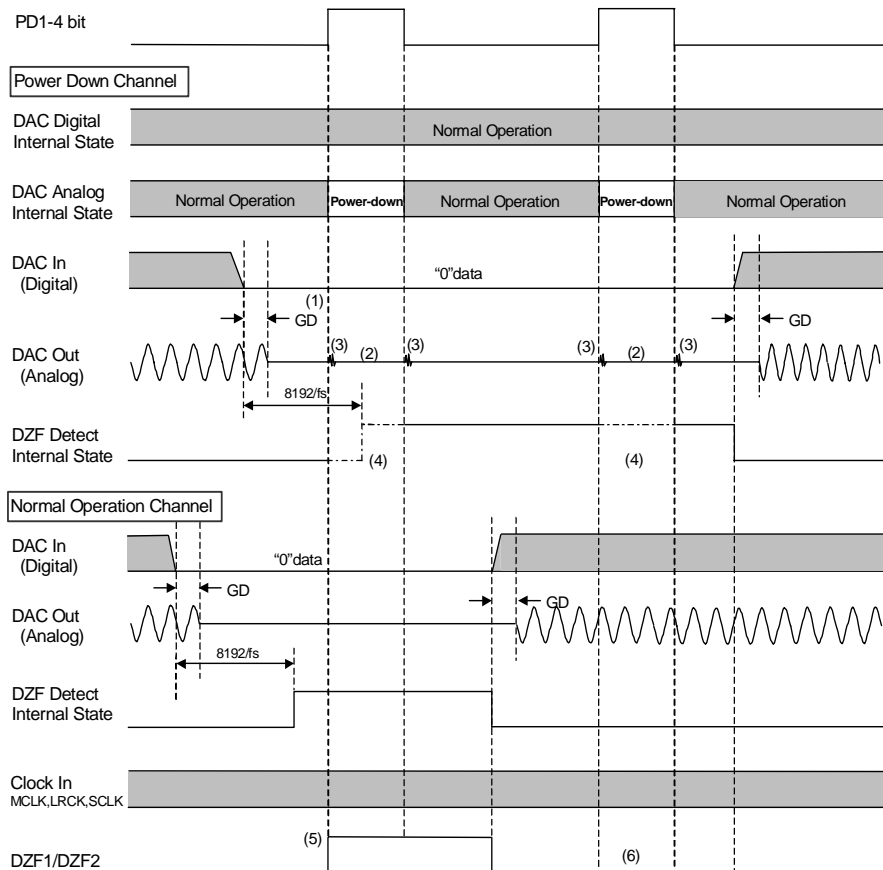 PD1-4 bit
Power Down Channel
DAC Digital
Internal State
Normal Operation
DAC Analog
Internal State
Normal Operation
Power-down
Normal Operation
Power-down
Normal Operation
DAC In
(Digital)
“0”data
(1)
GD
GD
DAC Out
(Analog)
(3)
(2)
(3)
(3)
(2)
(3)
8192/fs
DZF Detect
Internal State
(4)
(4)
Normal Operation Channel
DAC In
(Digital)
“0”data
GD
GD
DAC Out
(Analog)
8192/fs
DZF Detect
Internal State
Clock In
MCLK,LRCK,SCLK
(5)
(6)
DZF1/DZF2